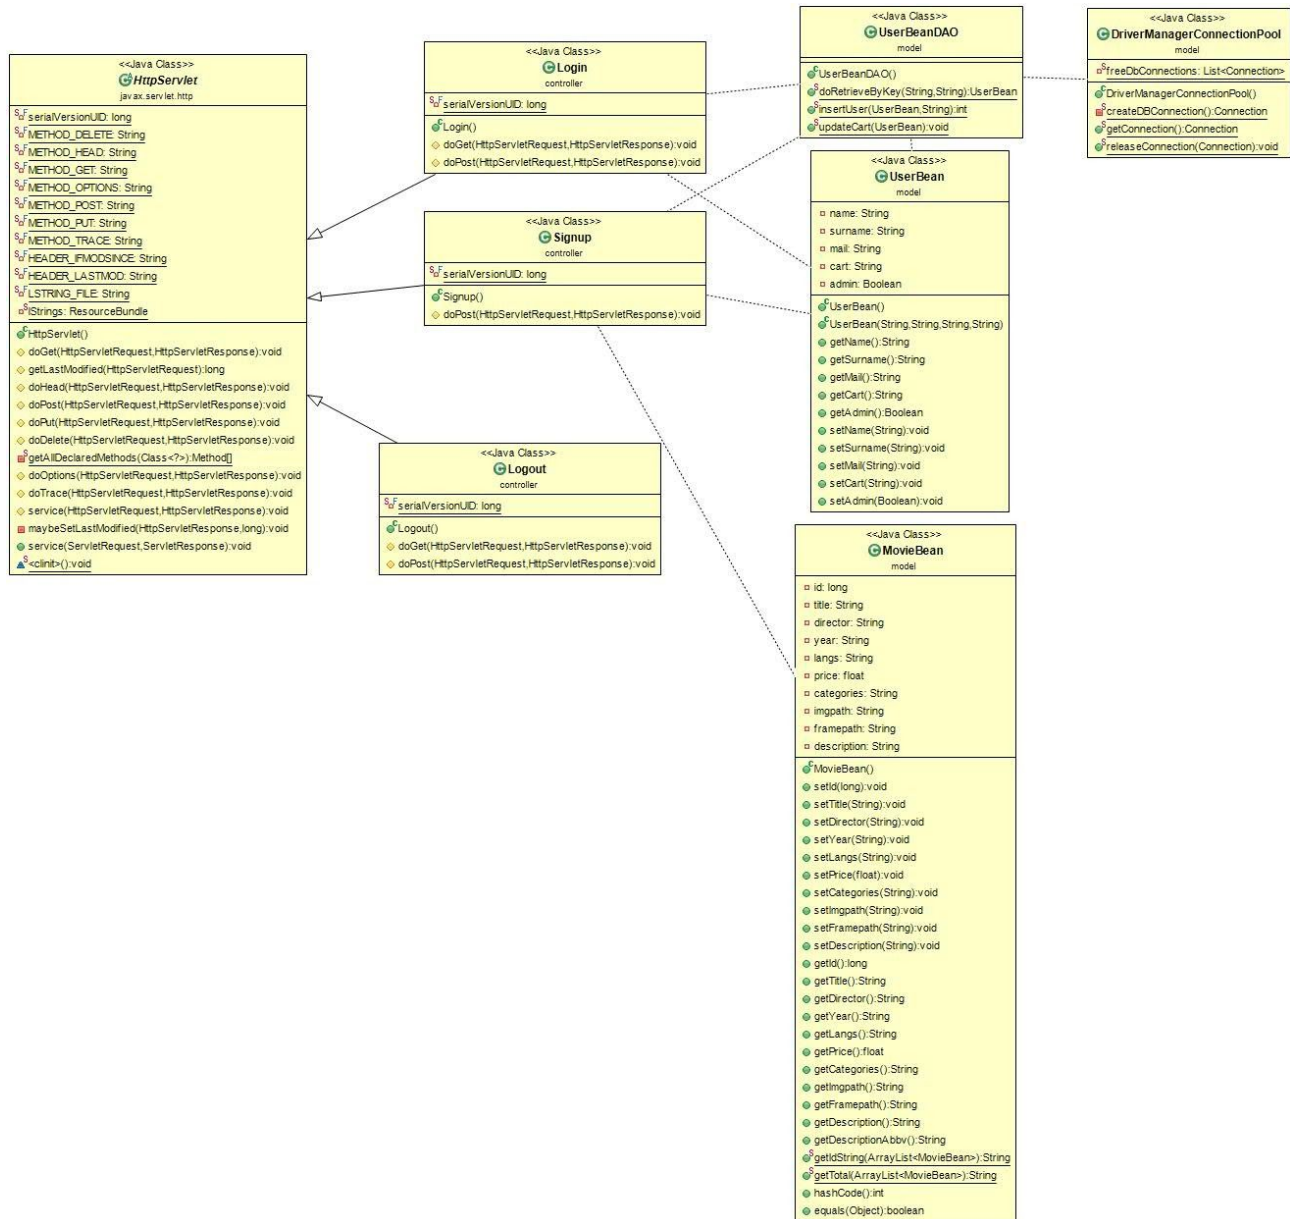 <<Java Class>>
HttpServlet
javax.servlet.http
serialVersionUID: long
METHOD_DELETE: String
METHOD_HEAD: String
METHOD_GET: String
METHOD_OPTIONS: String
METHOD_POST: String
METHOD_PUT: String
METHOD_TRACE: String
HEADER_IFMODSINCE: String
HEADER_LASTMOD: String
LSTRING_FILE: String
lStrings: ResourceBundle
HttpServlet()
doGet(HttpServletRequest,HttpServletResponse):void
getLastModified(HttpServletRequest):long
doHead(HttpServletRequest,HttpServletResponse):void
doPost(HttpServletRequest,HttpServletResponse):void
doPut(HttpServletRequest,HttpServletResponse):void
doDelete(HttpServletRequest,HttpServletResponse):void
getAllDeclaredMethods(Class<?>):Method[]
doOptions(HttpServletRequest,HttpServletResponse):void
doTrace(HttpServletRequest,HttpServletResponse):void
service(HttpServletRequest,HttpServletResponse):void
maybeSetLastModified(HttpServletResponse,long):void
service(ServletRequest,ServletResponse):void
<clinit>():void
<<Java Class>>
Login
controller
serialVersionUID: long
Login()
doGet(HttpServletRequest,HttpServletResponse):void
doPost(HttpServletRequest,HttpServletResponse):void
<<Java Class>>
Signup
controller
serialVersionUID: long
Signup()
doPost(HttpServletRequest,HttpServletResponse):void
<<Java Class>>
Logout
controller
serialVersionUID: long
Logout()
doGet(HttpServletRequest,HttpServletResponse):void
doPost(HttpServletRequest,HttpServletResponse):void
<<Java Class>>
UserBeanDAO
model
UserBeanDAO()
doRetrieveByKey(String,String):UserBean
insertUser(UserBean,String):int
updateCart(UserBean):void
<<Java Class>>
DriverManagerConnectionPool
model
freeDbConnections: List<Connection>
DriverManagerConnectionPool()
createDBConnection():Connection
getConnection():Connection
releaseConnection(Connection):void
<<Java Class>>
UserBean
model
name: String
surname: String
mail: String
cart: String
admin: Boolean
UserBean()
UserBean(String,String,String,String)
getName():String
getSurname():String
getMail():String
getCart():String
getAdmin():Boolean
setName(String):void
setSurname(String):void
setMail(String):void
setCart(String):void
setAdmin(Boolean):void
<<Java Class>>
MovieBean
model
id: long
title: String
director: String
year: String
langs: String
price: float
categories: String
imgpath: String
framepath: String
description: String
MovieBean()
setId(long):void
setTitle(String):void
setDirector(String):void
setYear(String):void
setLangs(String):void
setPrice(float):void
setCategories(String):void
setImgpath(String):void
setFramepath(String):void
setDescription(String):void
getId():long
getTitle():String
getDirector():String
getYear():String
getLangs():String
getPrice():float
getCategories():String
getImgpath():String
getFramepath():String
getDescription():String
getDescriptionAbbv():String
getIdString(ArrayList<MovieBean>):String
getTotal(ArrayList<MovieBean>):String
hashCode():int
equals(Object):boolean